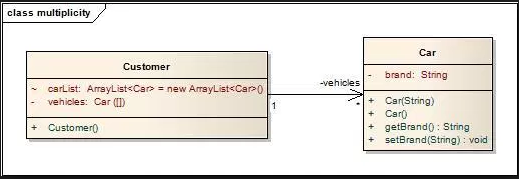 class multiplicity
Customer
~ carList: ArrayList<Car> = new ArrayList<Car>()
- vehicles: Car ([])
+ Customer()
-vehicles
1
*
Car
- brand: String
+ Car(String)
+ Car()
+ getBrand() : String
+ setBrand(String) : void